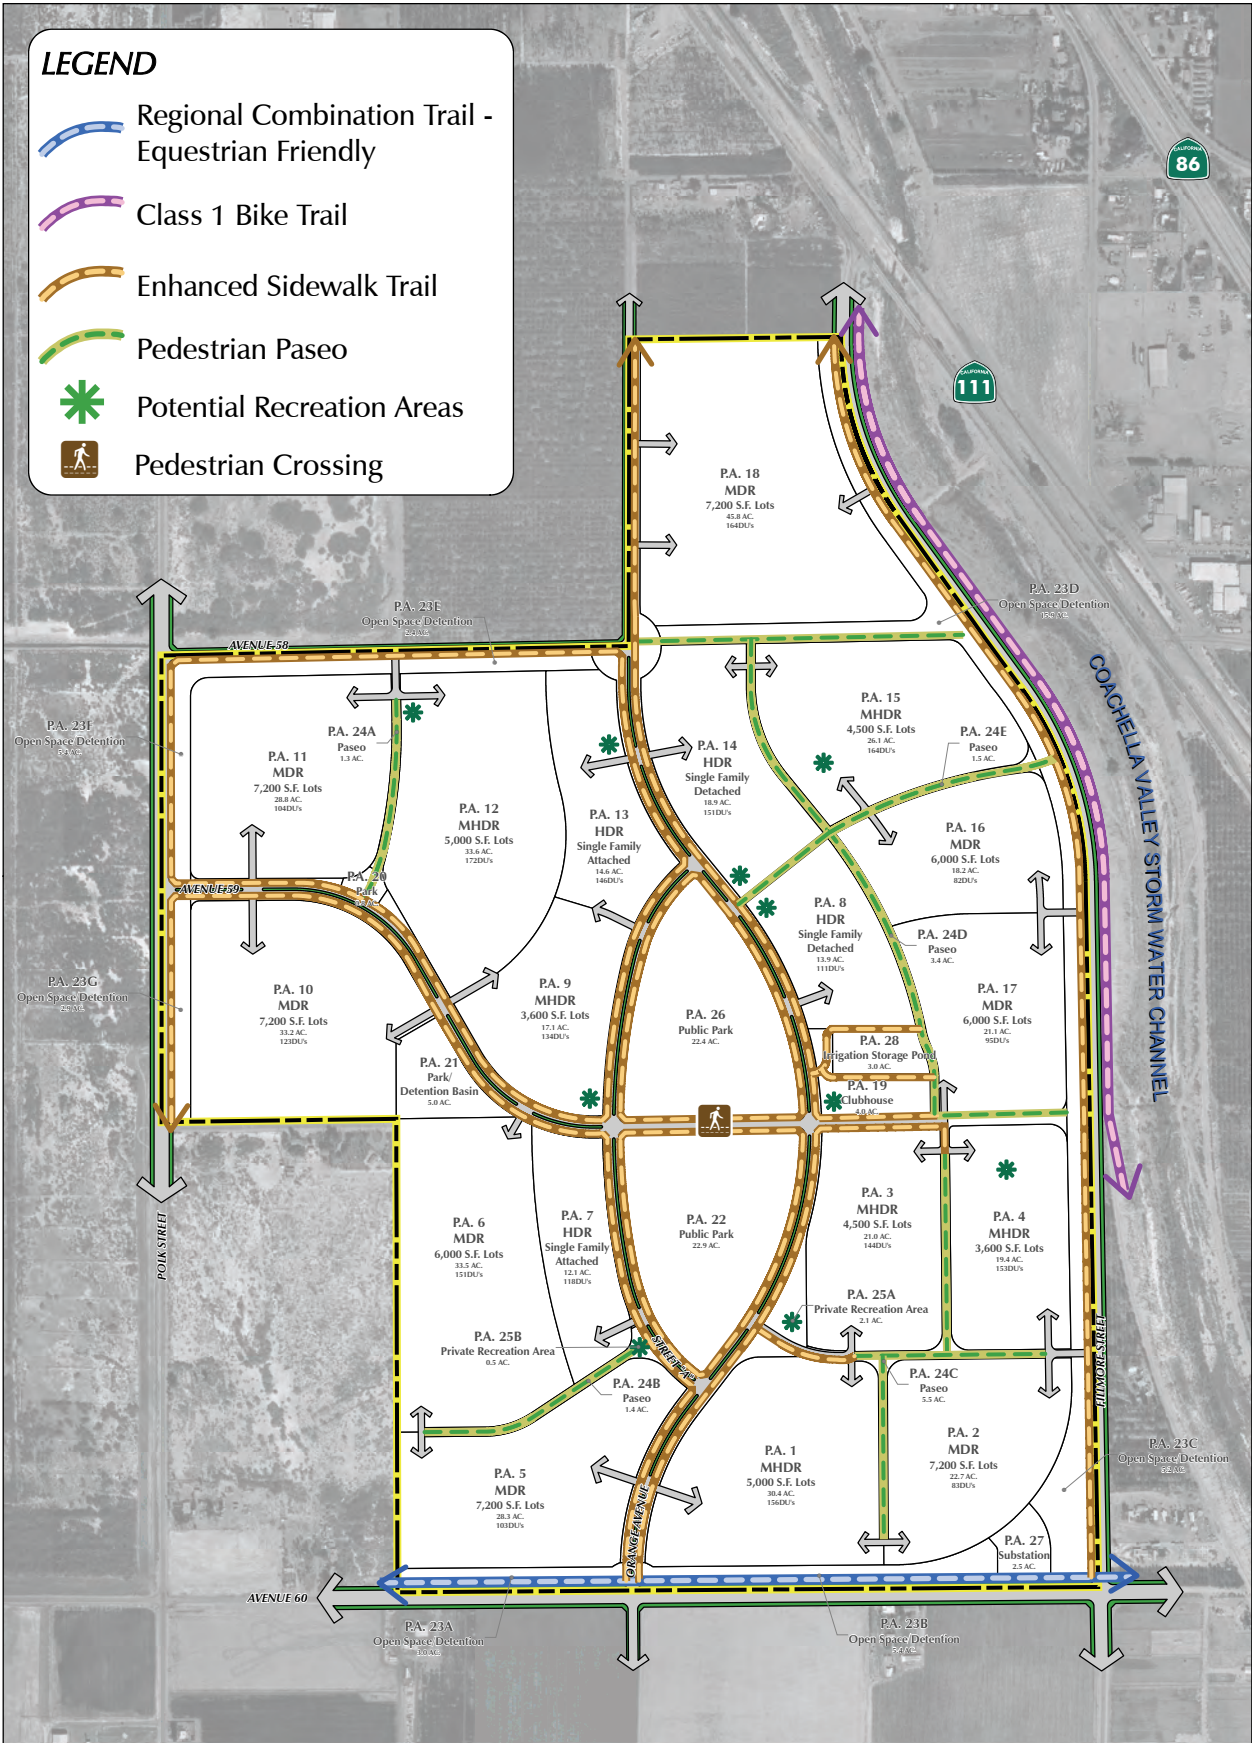 LEGEND
Regional Combination Trail -
Equestrian Friendly
Class 1 Bike Trail
Enhanced Sidewalk Trail
Pedestrian Paseo
Potential Recreation Areas
Pedestrian Crossing
CALIFORNIA
86
CALIFORNIA
111
P.A. 18
MDR
7,200 S.F. Lots
45.8 AC.
164DU's
P.A. 23D
Open Space Detention
P.A. 23E
Open Space Detention
2.4 AC.
AVENUE 58
COACHELLA VALLEY STORM WATER CHANNEL
P.A. 23F
Open Space Detention
P.A. 24A
Paseo
1.3 AC.
P.A. 11
MDR
7,200 S.F. Lots
28.8 AC.
104DU's
P.A. 12
MHDR
5,000 S.F. Lots
33.6 AC.
172DU's
P.A. 13
HDR
Single Family
Attached
14.6 AC.
146DU's
P.A. 14
HDR
Single Family
Detached
18.9 AC.
151DU's
P.A. 15
MHDR
4,500 S.F. Lots
26.1 AC.
164DU's
P.A. 24E
Paseo
1.5 AC.
P.A. 16
MDR
6,000 S.F. Lots
18.2 AC.
82DU's
P.A. 20
Park
AVENUE 59
P.A. 8
HDR
Single Family
Detached
13.9 AC.
111DU's
P.A. 24D
Paseo
3.4 AC.
P.A. 23G
Open Space Detention
2.9 AC.
P.A. 10
MDR
7,200 S.F. Lots
33.2 AC.
123DU's
P.A. 9
MHDR
3,600 S.F. Lots
17.1 AC.
134DU's
P.A. 26
Public Park
22.4 AC.
P.A. 17
MDR
6,000 S.F. Lots
21.1 AC.
95DU's
P.A. 28
Irrigation Storage Pond
3.0 AC.
P.A. 21
Park/
Detention Basin
5.0 AC.
P.A. 19
Clubhouse
4.0 AC.
POLK STREET
P.A. 6
MDR
6,000 S.F. Lots
33.5 AC.
151DU's
P.A. 7
HDR
Single Family
Attached
12.1 AC.
118DU's
P.A. 22
Public Park
22.9 AC.
P.A. 3
MHDR
4,500 S.F. Lots
21.0 AC.
144DU's
P.A. 4
MHDR
3,600 S.F. Lots
19.4 AC.
153DU's
P.A. 25A
Private Recreation Area
2.1 AC.
P.A. 25B
Private Recreation Area
0.5 AC.
STREET "A"
FILLMORE STREET
P.A. 24B
Paseo
1.4 AC.
P.A. 24C
Paseo
5.5 AC.
P.A. 5
MDR
7,200 S.F. Lots
28.3 AC.
103DU's
ORANGE AVENUE
P.A. 1
MHDR
5,000 S.F. Lots
30.4 AC.
156DU's
P.A. 2
MDR
7,200 S.F. Lots
22.7 AC.
83DU's
P.A. 23C
Open Space Detention
P.A. 27
Substation
2.5 AC.
AVENUE 60
P.A. 23A
Open Space Detention
3.0 AC.
P.A. 23B
Open Space Detention